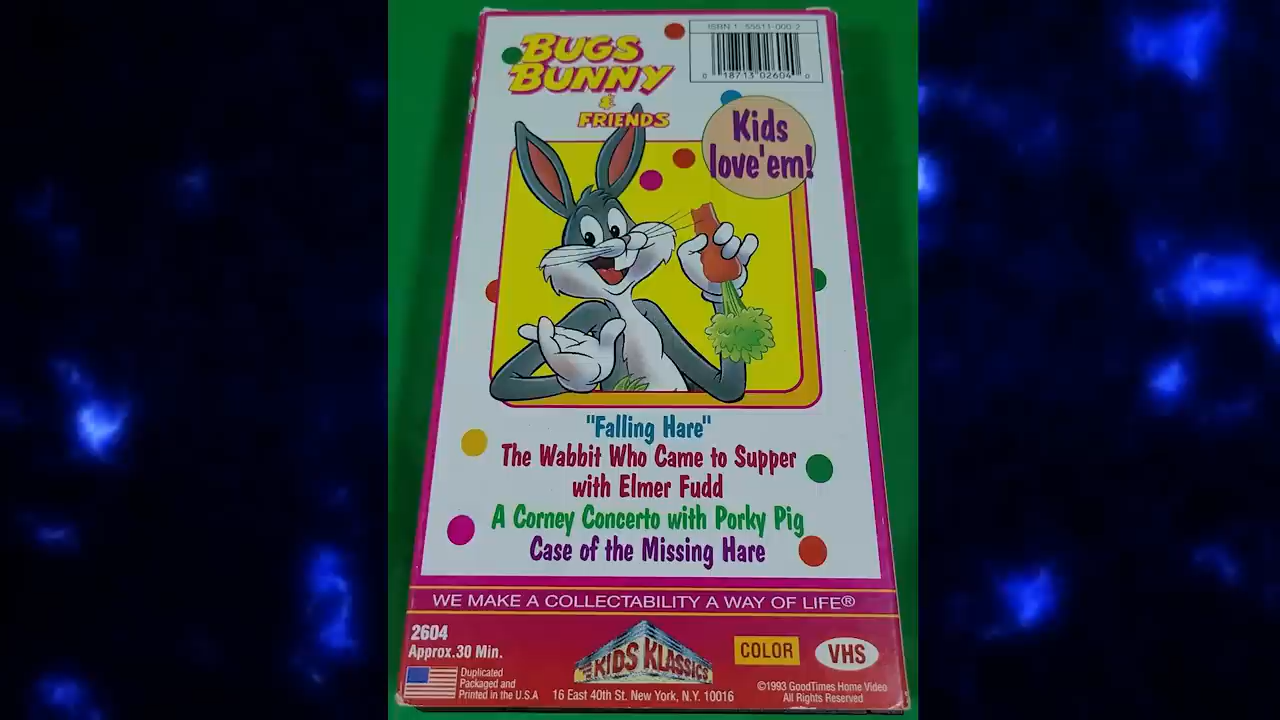 BUGS
BUNNY
&
FRIENDS
ISBN 1 55511-000-2
0 18713 02604 0
Kids
love'em!
"Falling Hare"
The Wabbit Who Came to Supper
with Elmer Fudd
A Corney Concerto with Porky Pig
Case of the Missing Hare
WE MAKE A COLLECTABILITY A WAY OF LIFE®
2604
Approx.30 Min.
Duplicated
Packaged and
Printed in the U.S.A
KIDS KLASSICS
16 East 40th St. New York, N.Y. 10016
COLOR
VHS
©1993 GoodTimes Home Video
All Rights Reserved